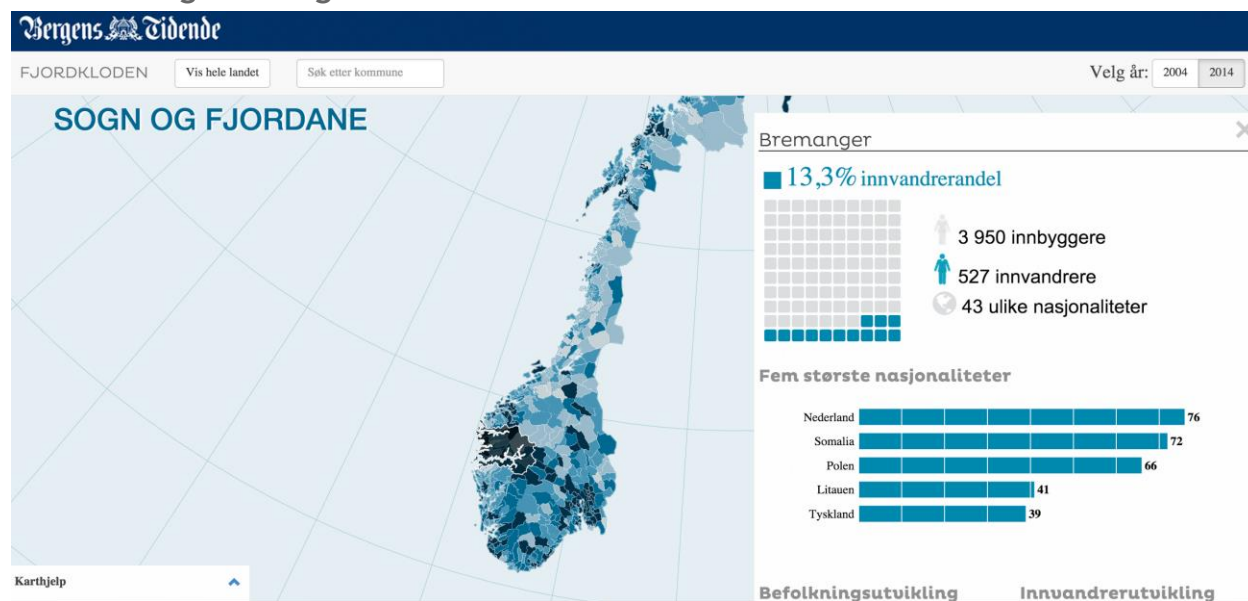 Bergens Tidende
FJORDKLODEN
Vis hele landet
Søk etter kommune
Velg år:
2004
2014
SOGN OG FJORDANE
Bremanger
13,3% innvandrerandel
3 950 innbyggere
527 innvandrere
43 ulike nasjonaliteter
Fem største nasjonaliteter
Nederland 76
Somalia 72
Polen 66
Litauen 41
Tyskland 39
Karthjelp
Befolkningsutvikling
Innvandrerutvikling